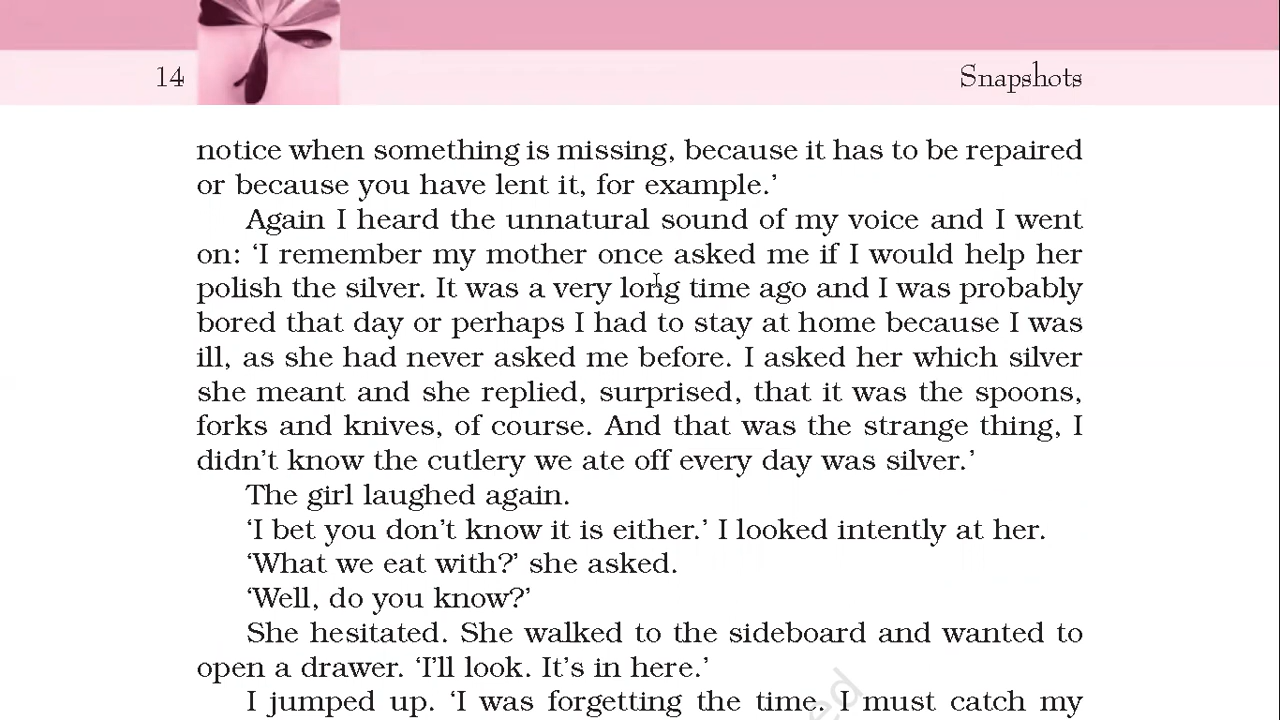 14
Snapshots
notice when something is missing, because it has to be repaired
or because you have lent it, for example.’
Again I heard the unnatural sound of my voice and I went
on: ‘I remember my mother once asked me if I would help her
polish the silver. It was a very long time ago and I was probably
bored that day or perhaps I had to stay at home because I was
ill, as she had never asked me before. I asked her which silver
she meant and she replied, surprised, that it was the spoons,
forks and knives, of course. And that was the strange thing, I
didn’t know the cutlery we ate off every day was silver.’
The girl laughed again.
‘I bet you don’t know it is either.’ I looked intently at her.
‘What we eat with?’ she asked.
‘Well, do you know?’
She hesitated. She walked to the sideboard and wanted to
open a drawer. ‘I’ll look. It’s in here.’
I jumped up. ‘I was forgetting the time. I must catch my